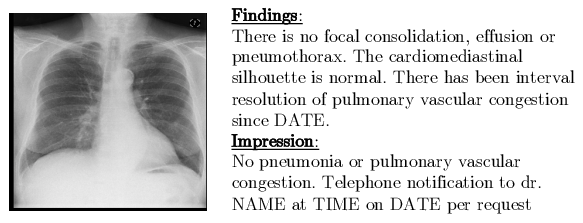 Findings:
There is no focal consolidation, effusion or
pneumothorax. The cardiomediastinal
silhouette is normal. There has been interval
resolution of pulmonary vascular congestion
since DATE.
Impression:
No pneumonia or pulmonary vascular
congestion. Telephone notification to dr.
NAME at TIME on DATE per request